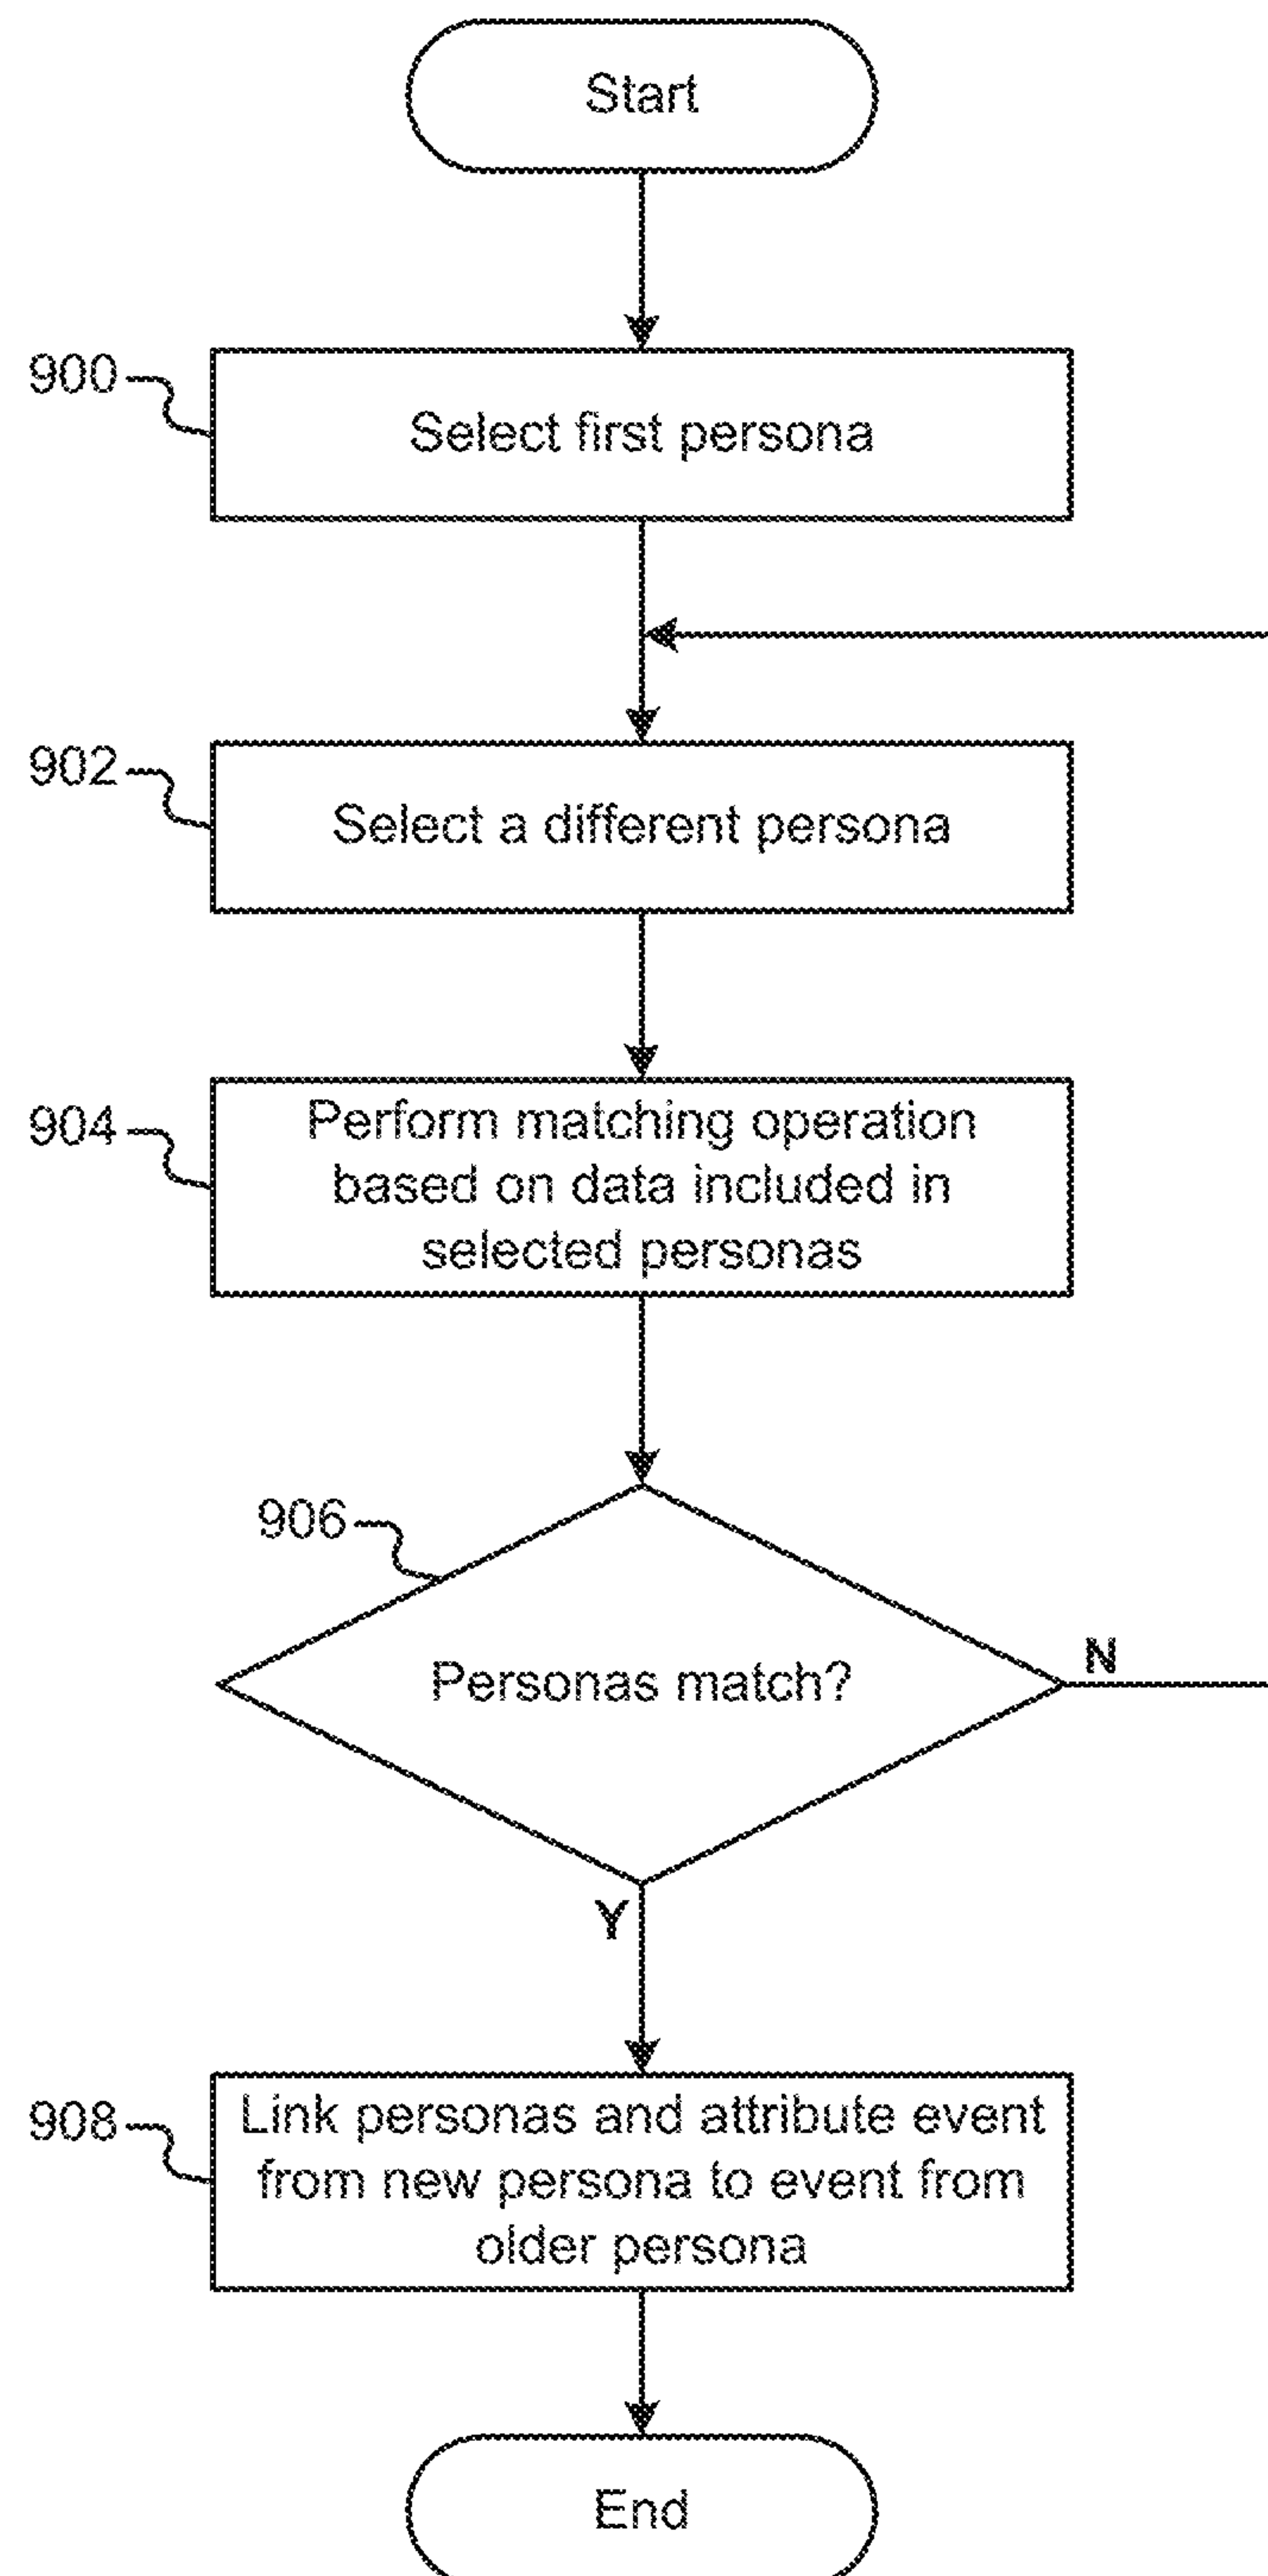 Start
900
Select first persona
902
Select a different persona
904
Perform matching operation
based on data included in
selected personas
906
Personas match?
N
Y
908
Link personas and attribute event
from new persona to event from
older persona
End